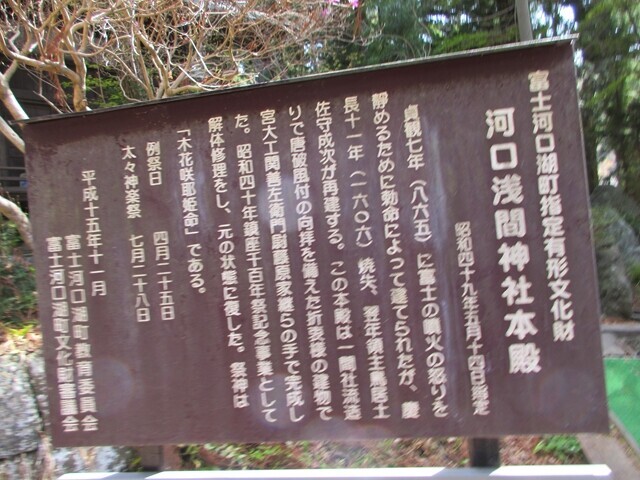 富士河口湖町指定有形文化財
河口浅間神社本殿
昭和四十九年五月十四日指定
貞観七年（八六五）に富士の噴火の怒りを
静めるために勅命によって建てられたが、慶
長十一年（一六〇六）焼失、翌年領主鳥居土
佐守成次が再建する。この本殿は一間社流造
りで唐破風付の向拝を備えた折衷様の建物で
宮大工関善左衛門尉藤原家継らの手で完成し
た。昭和四十年鎮座千百年祭記念事業として
解体修理をし、元の状態に復した。祭神は
「木花咲耶姫命」である。
例祭日　四月二十五日
太々神楽祭　七月二十八日
平成十五年十一月
富士河口湖町教育委員会
富士河口湖町文化財審議会